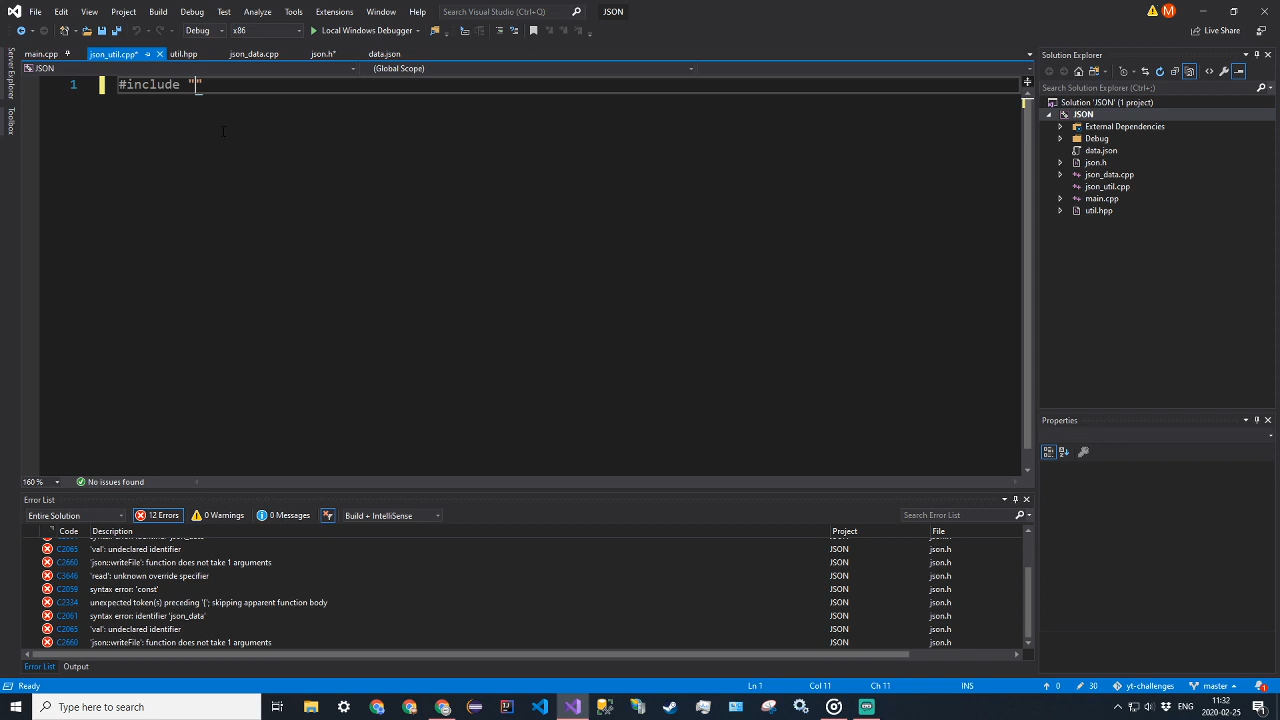 File Edit View Project Build Debug Test Analyze Tools Extensions Window Help Search Visual Studio (Ctrl+Q) JSON M
Debug x86 Local Windows Debugger Live Share
main.cpp json_util.cpp* util.hpp json_data.cpp json.h* data.json
JSON (Global Scope)
1 #include ""
Server Explorer
Toolbox
160 % No issues found
Solution Explorer
Search Solution Explorer (Ctrl+;)
Solution 'JSON' (1 project)
JSON
External Dependencies
Debug
data.json
json.h
json_data.cpp
json_util.cpp
main.cpp
util.hpp
Properties
Error List
Entire Solution 12 Errors 0 Warnings 0 Messages Build + IntelliSense Search Error List
Code Description Project File
C2065 'val': undeclared identifier JSON json.h
C2660 'json::writeFile': function does not take 1 arguments JSON json.h
C3646 'read': unknown override specifier JSON json.h
C2059 syntax error: 'const' JSON json.h
C2334 unexpected token(s) preceding '{'; skipping apparent function body JSON json.h
C2061 syntax error: identifier 'json_data' JSON json.h
C2065 'val': undeclared identifier JSON json.h
C2660 'json::writeFile': function does not take 1 arguments JSON json.h
Error List Output
Ready Ln 1 Col 11 Ch 11 INS 0 30 yt-challenges master 1
Type here to search ENG 11:32
2020-02-25